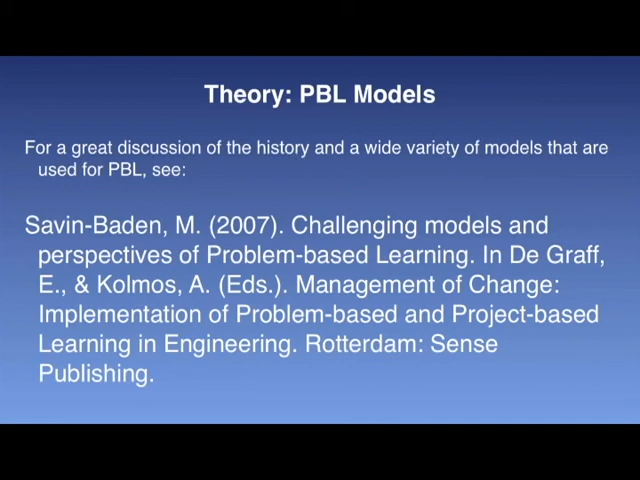 Theory: PBL Models
For a great discussion of the history and a wide variety of models that are
used for PBL, see:
Savin-Baden, M. (2007). Challenging models and
perspectives of Problem-based Learning. In De Graff,
E., & Kolmos, A. (Eds.). Management of Change:
Implementation of Problem-based and Project-based
Learning in Engineering. Rotterdam: Sense
Publishing.